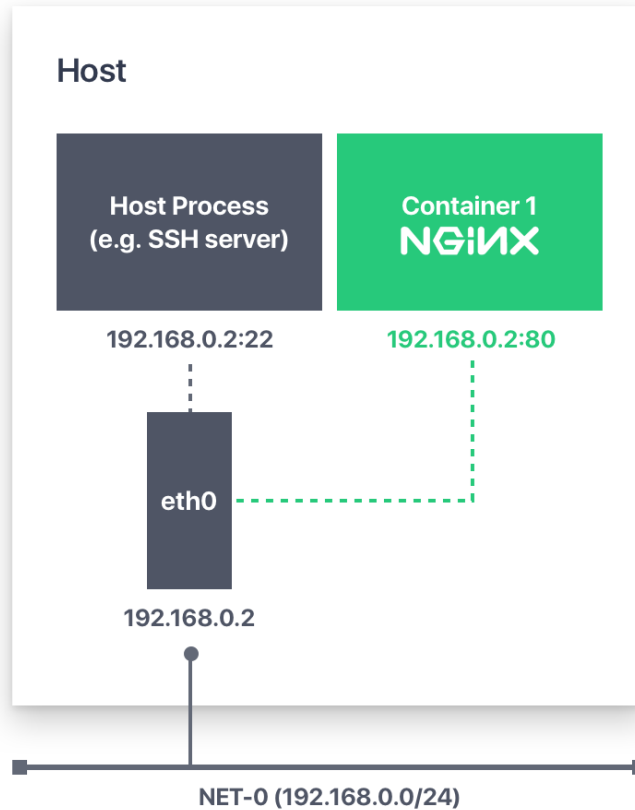 Host
Host Process
(e.g. SSH server)
Container 1
NGINX
192.168.0.2:22
192.168.0.2:80
eth0
192.168.0.2
NET-0 (192.168.0.0/24)